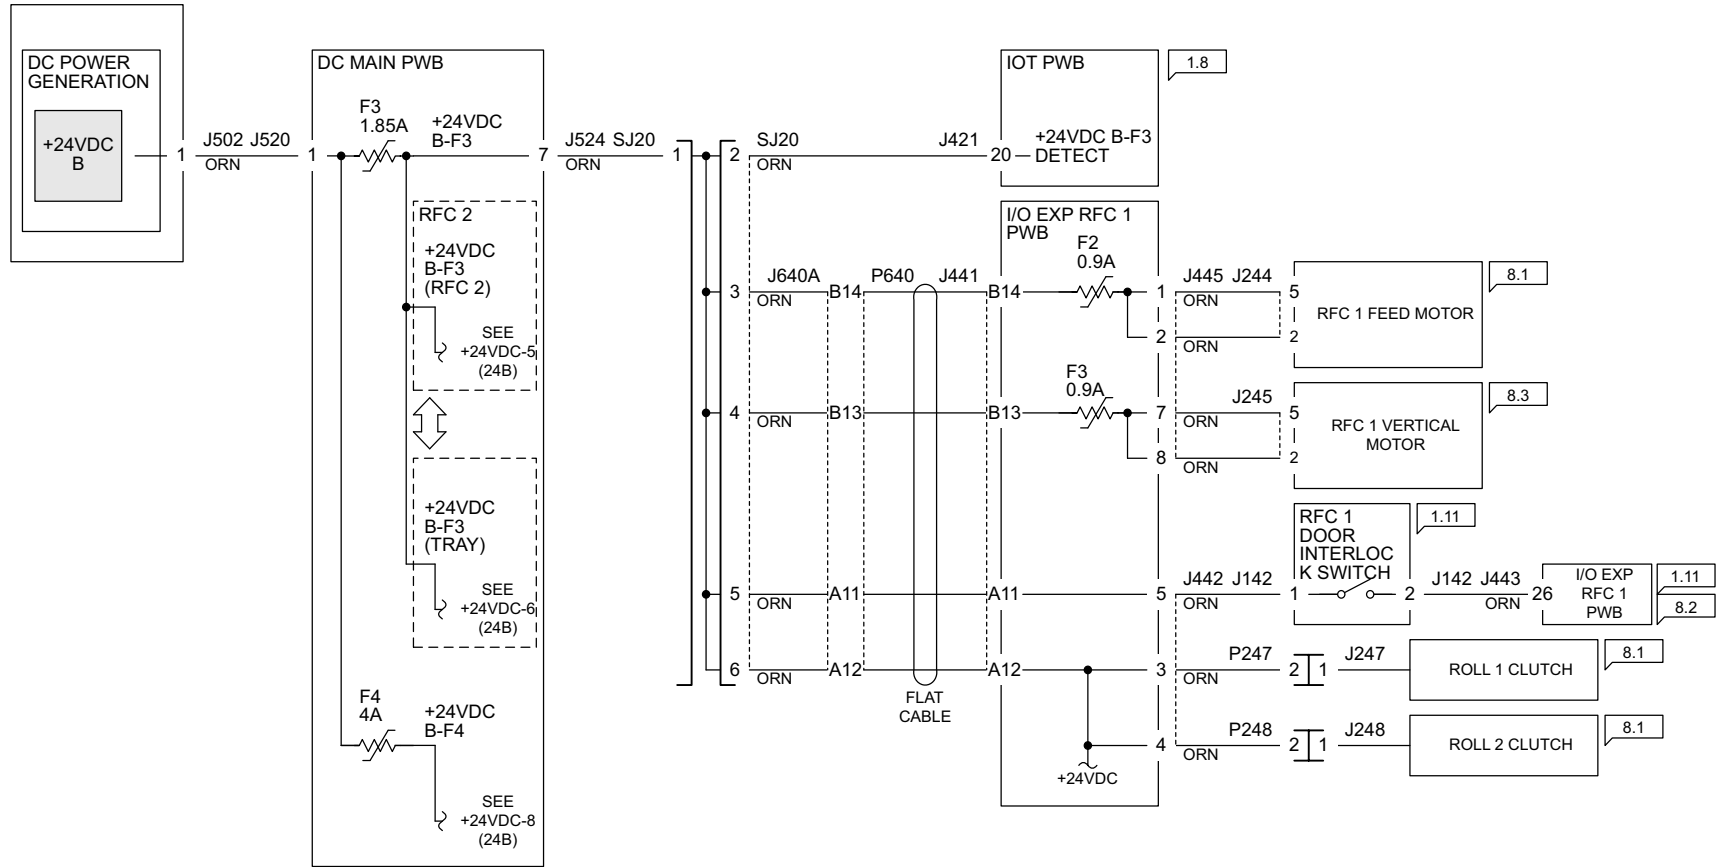 DC POWER
GENERATION
+24VDC
B
1
J502 J520
ORN
DC MAIN PWB
1
F3
1.85A
+24VDC
B-F3
7
RFC 2
+24VDC
B-F3
(RFC 2)
SEE
+24VDC-5
(24B)
+24VDC
B-F3
(TRAY)
SEE
+24VDC-6
(24B)
F4
4A
+24VDC
B-F4
SEE
+24VDC-8
(24B)
J524 SJ20
ORN
1
2
SJ20
ORN
J421
IOT PWB
20
+24VDC B-F3
DETECT
1.8
3
J640A
ORN
B14
P640
J441
B14
I/O EXP RFC 1
PWB
F2
0.9A
1
J445 J244
ORN
5
RFC 1 FEED MOTOR
8.1
2
ORN
2
4
ORN
B13
B13
F3
0.9A
7
J245
ORN
5
RFC 1 VERTICAL
MOTOR
8.3
8
ORN
2
5
ORN
A11
A11
5
J442 J142
ORN
RFC 1
DOOR
INTERLOC
K SWITCH
1
2
1.11
J142 J443
ORN
26
I/O EXP
RFC 1
PWB
1.11
8.2
6
ORN
A12
A12
FLAT
CABLE
3
ORN
P247
2
1
J247
ROLL 1 CLUTCH
8.1
4
ORN
P248
2
1
J248
ROLL 2 CLUTCH
8.1
+24VDC